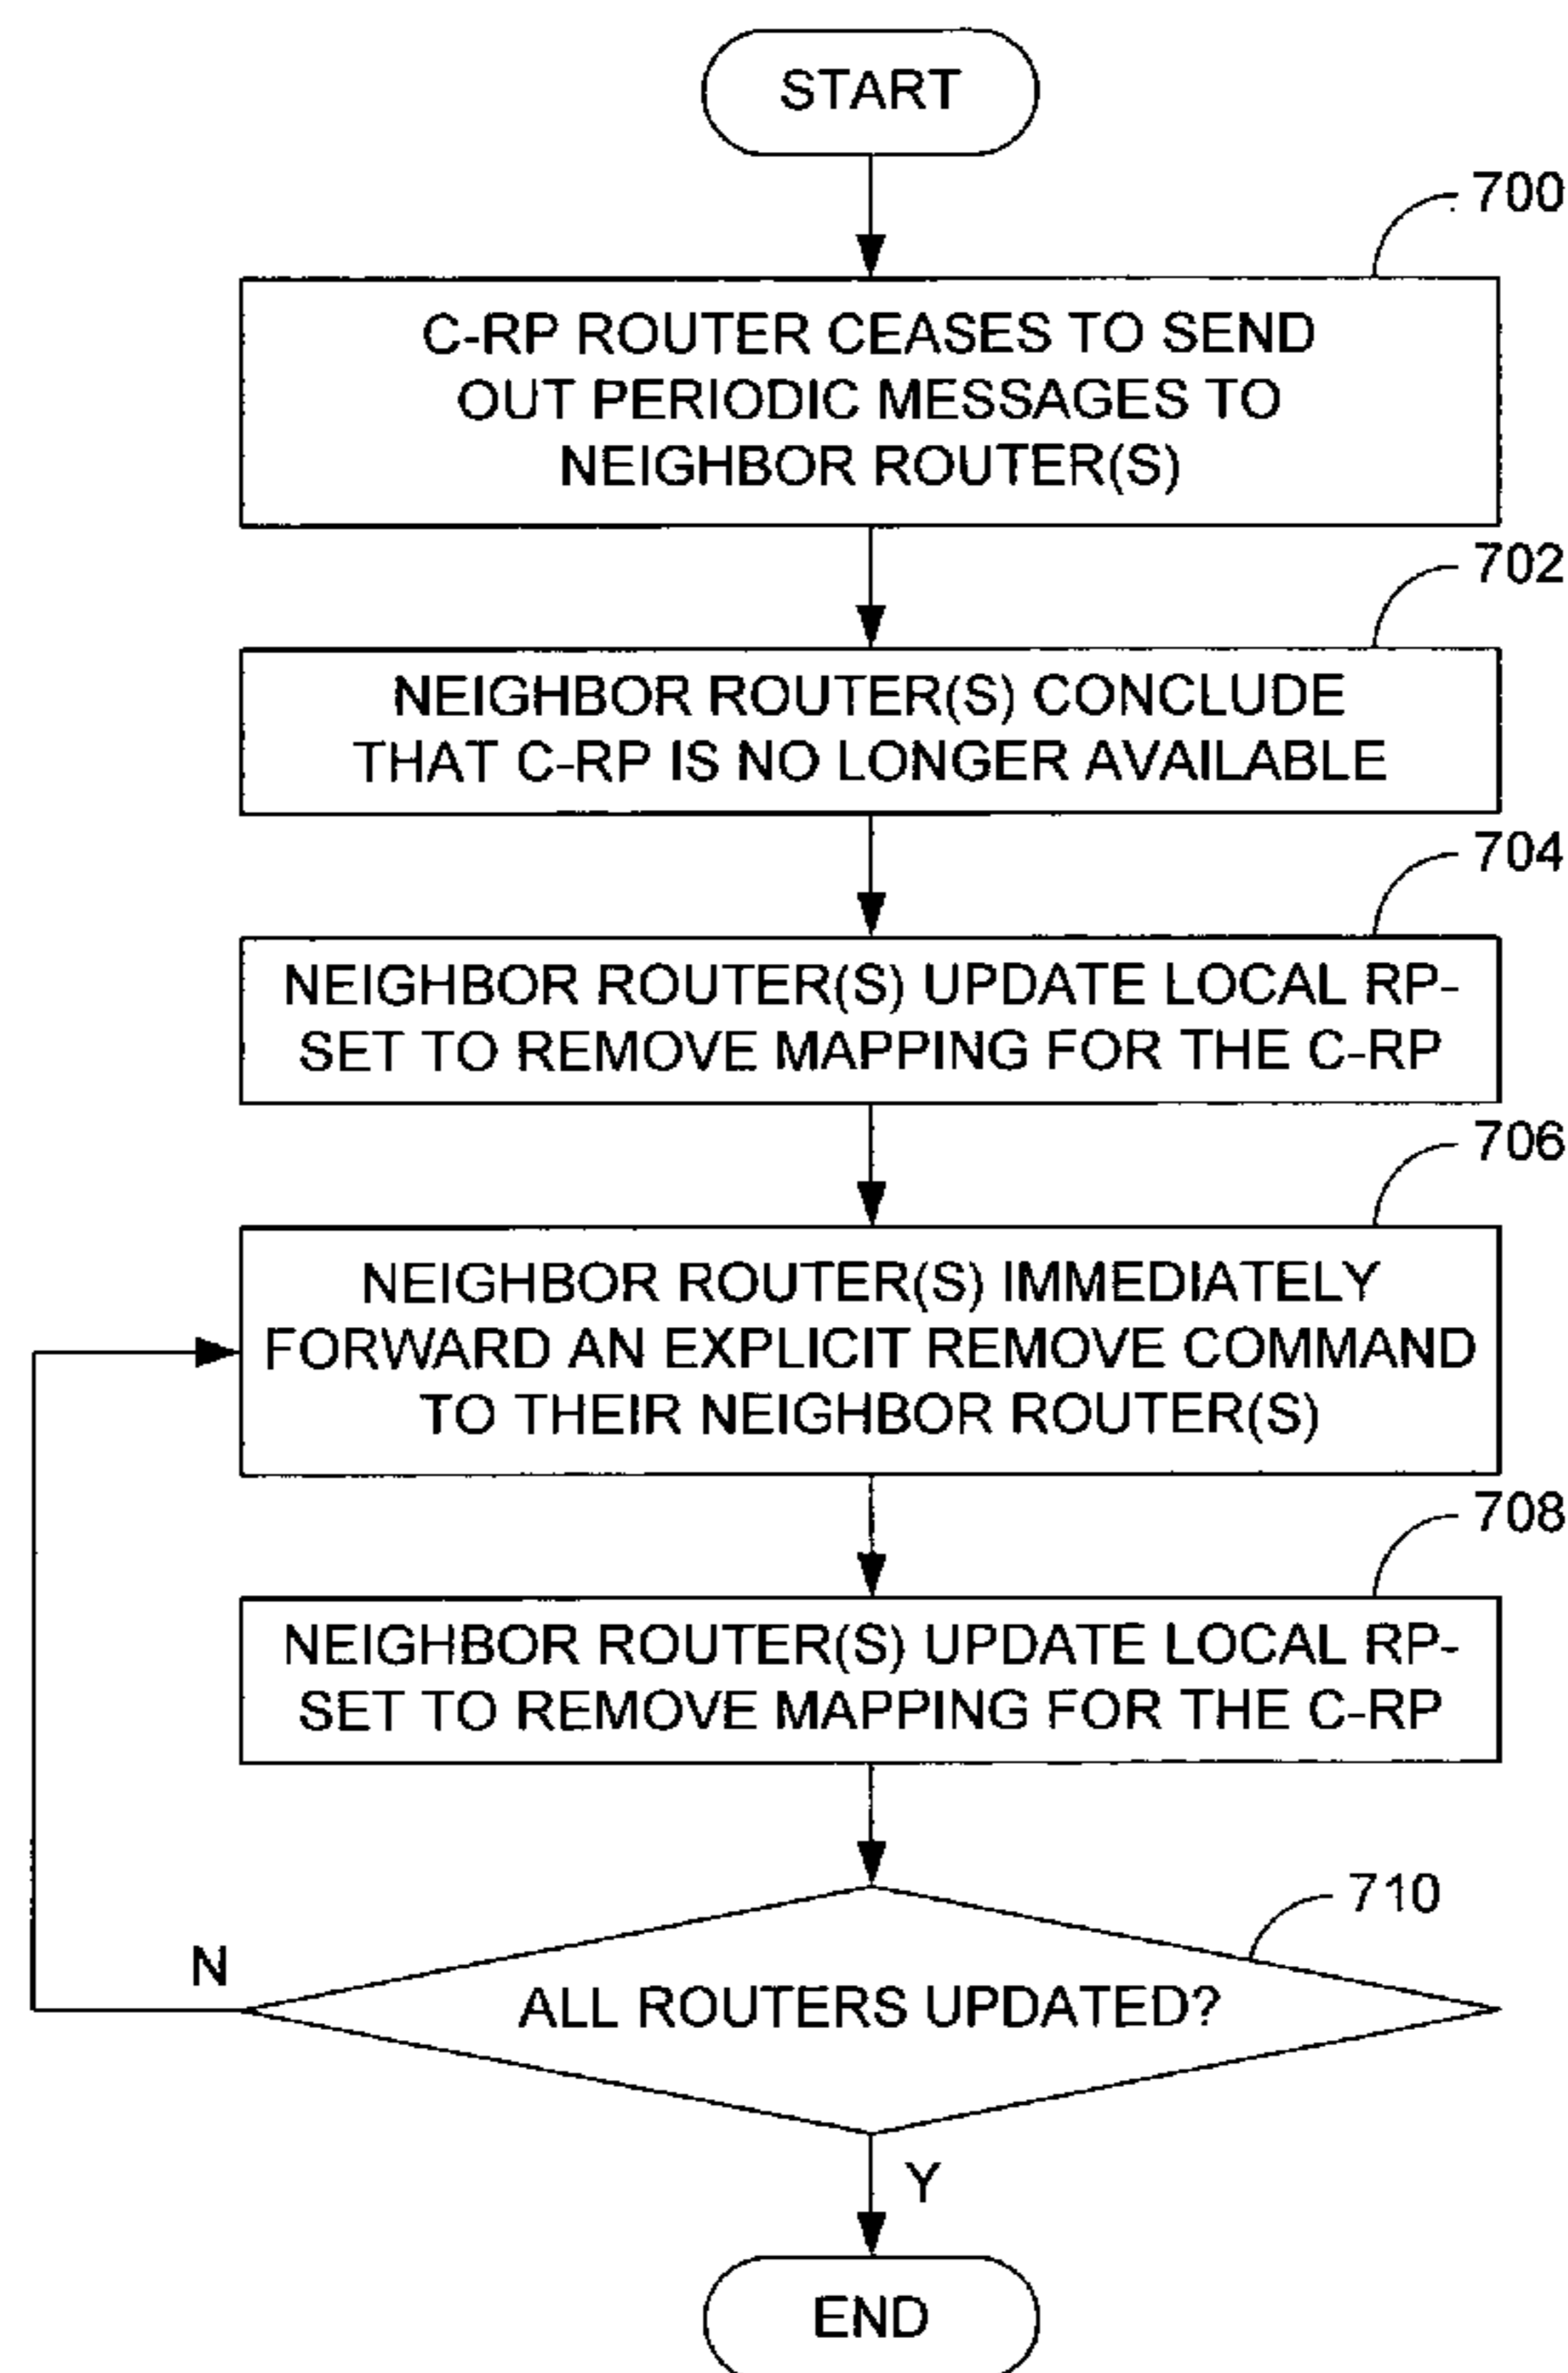 START
700
C-RP ROUTER CEASES TO SEND
OUT PERIODIC MESSAGES TO
NEIGHBOR ROUTER(S)
702
NEIGHBOR ROUTER(S) CONCLUDE
THAT C-RP IS NO LONGER AVAILABLE
704
NEIGHBOR ROUTER(S) UPDATE LOCAL RP-
SET TO REMOVE MAPPING FOR THE C-RP
706
NEIGHBOR ROUTER(S) IMMEDIATELY
FORWARD AN EXPLICIT REMOVE COMMAND
TO THEIR NEIGHBOR ROUTER(S)
708
NEIGHBOR ROUTER(S) UPDATE LOCAL RP-
SET TO REMOVE MAPPING FOR THE C-RP
710
N
ALL ROUTERS UPDATED?
Y
END